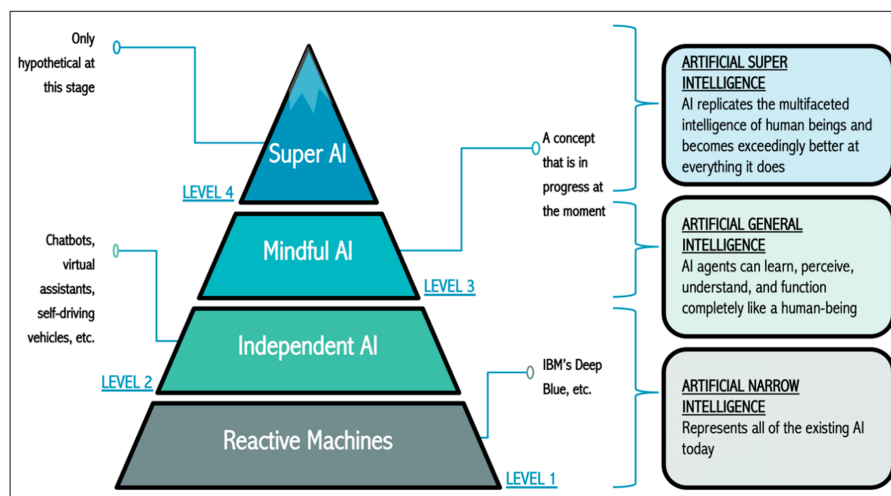 Only
hypothetical at
this stage
Super AI
LEVEL 4
A concept
that is in
progress at
the moment
Mindful AI
LEVEL 3
Chatbots,
virtual
assistants,
self-driving
vehicles, etc.
Independent AI
LEVEL 2
IBM's Deep
Blue, etc.
Reactive Machines
LEVEL 1
ARTIFICIAL SUPER
INTELLIGENCE
AI replicates the multifaceted
intelligence of human beings and
becomes exceedingly better at
everything it does
ARTIFICIAL GENERAL
INTELLIGENCE
AI agents can learn, perceive,
understand, and function
completely like a human-being
ARTIFICIAL NARROW
INTELLIGENCE
Represents all of the existing AI
today